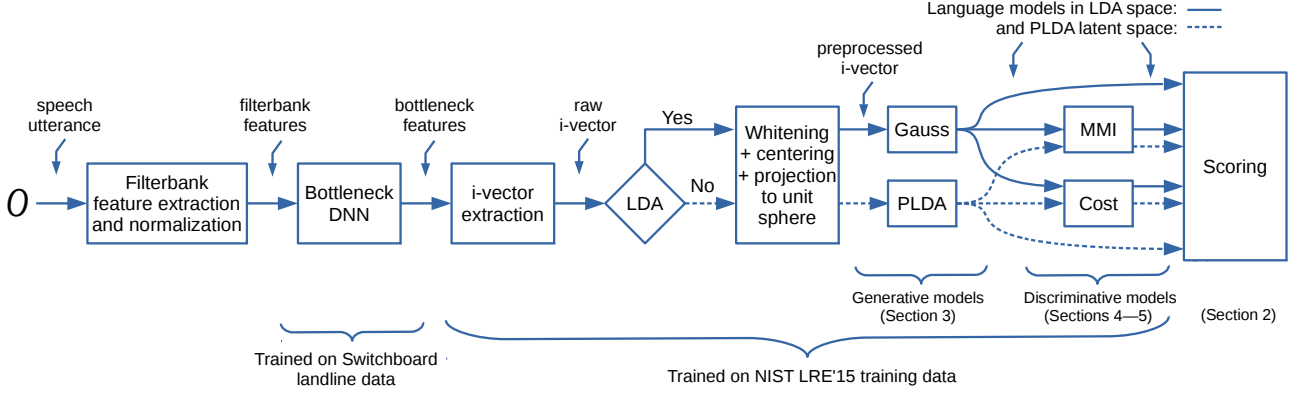 Language models in LDA space:
and PLDA latent space:
speech
utterance
filterbank
features
bottleneck
features
raw
i-vector
preprocessed
i-vector
O
Filterbank
feature extraction
and normalization
Bottleneck
DNN
i-vector
extraction
LDA
Yes
No
Whitening
+ centering
+ projection
to unit
sphere
Gauss
PLDA
MMI
Cost
Scoring
Generative models
(Section 3)
Discriminative models
(Sections 4—5)
(Section 2)
Trained on Switchboard
landline data
Trained on NIST LRE'15 training data